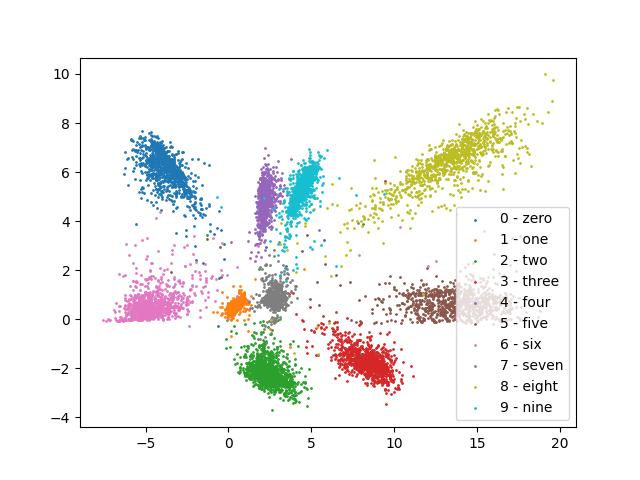 10
8
6
4
2
0
−2
−4
−5
0
5
10
15
20
0 - zero
1 - one
2 - two
3 - three
4 - four
5 - five
6 - six
7 - seven
8 - eight
9 - nine